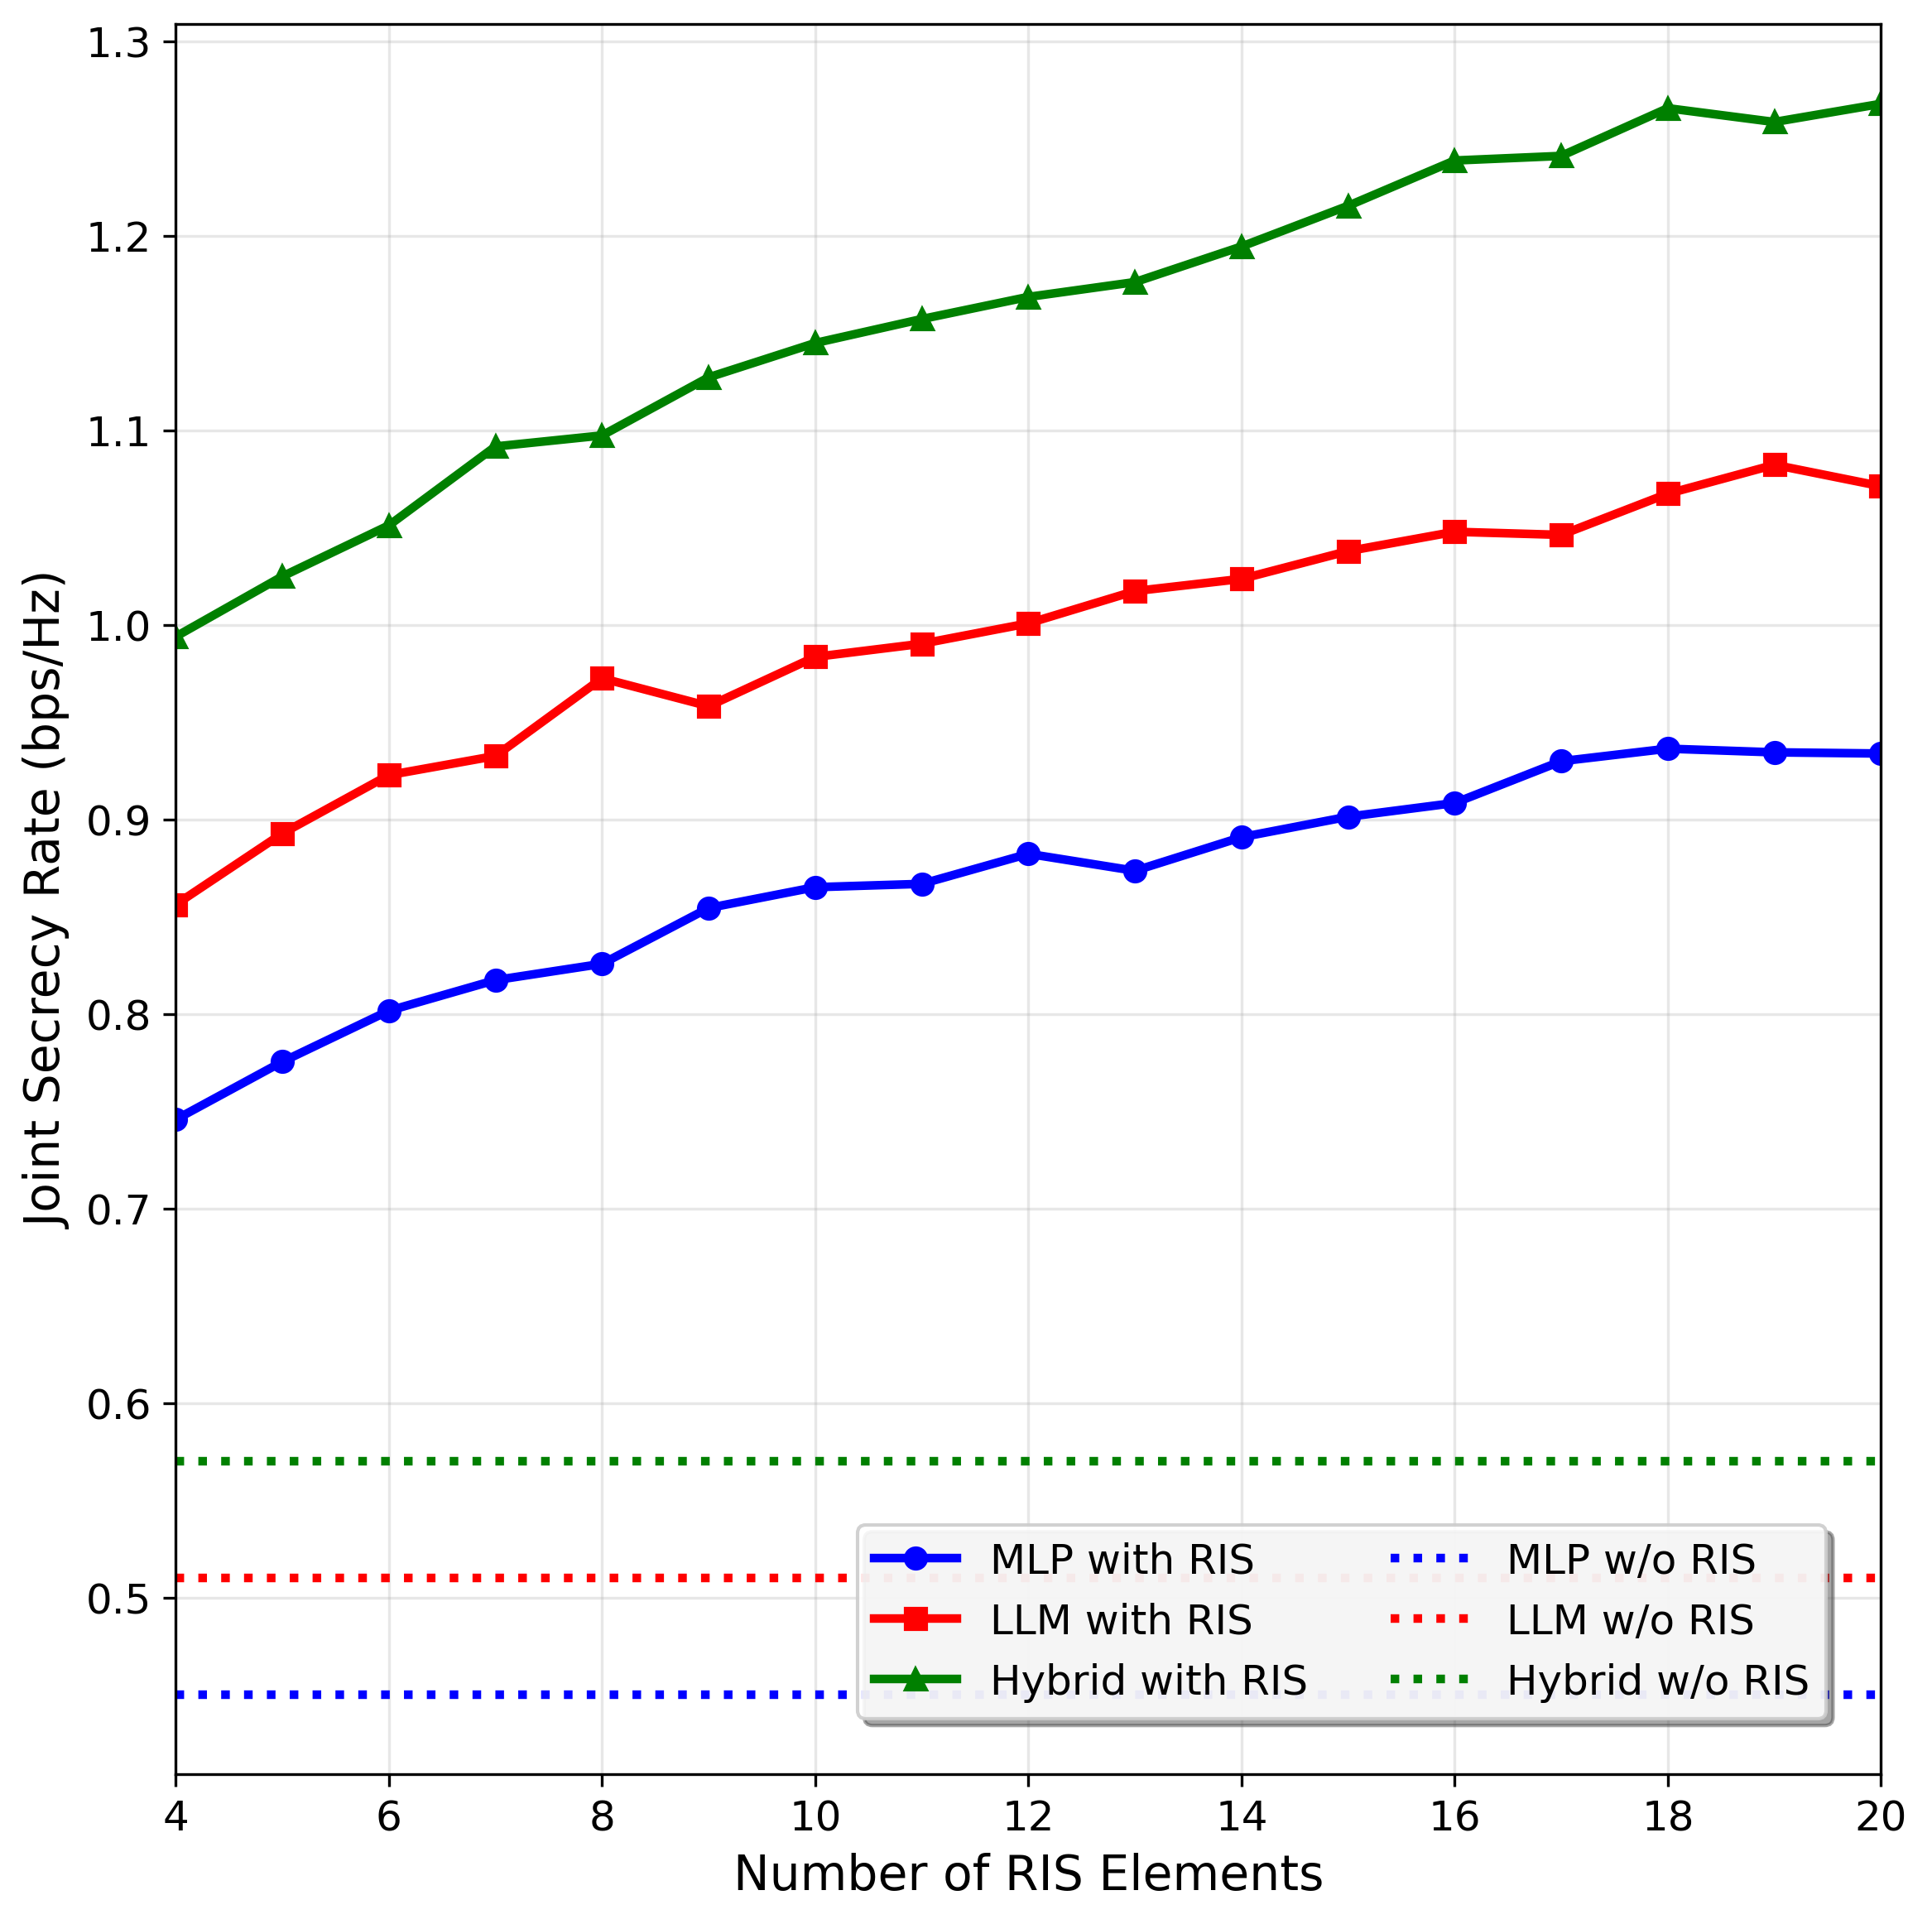 Joint Secrecy Rate (bps/Hz)
1.3
1.2
1.1
1.0
0.9
0.8
0.7
0.6
0.5
MLP with RIS
LLM with RIS
Hybrid with RIS
MLP w/o RIS
LLM w/o RIS
Hybrid w/o RIS
4 6 8 10 12 14 16 18 20
Number of RIS Elements